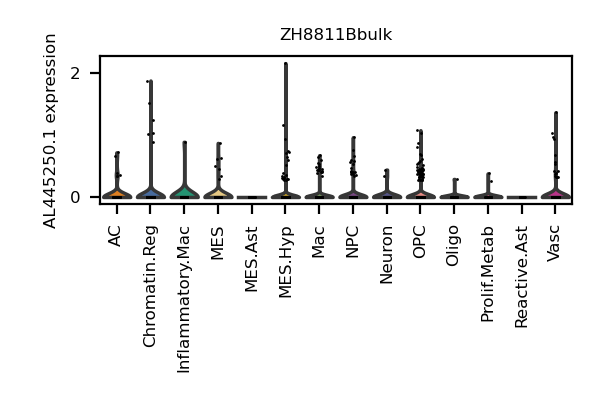 ZH8811Bbulk
AL445250.1 expression
2
0
AC
Chromatin.Reg
Inflammatory.Mac
MES
MES.Ast
MES.Hyp
Mac
NPC
Neuron
OPC
Oligo
Prolif.Metab
Reactive.Ast
Vasc